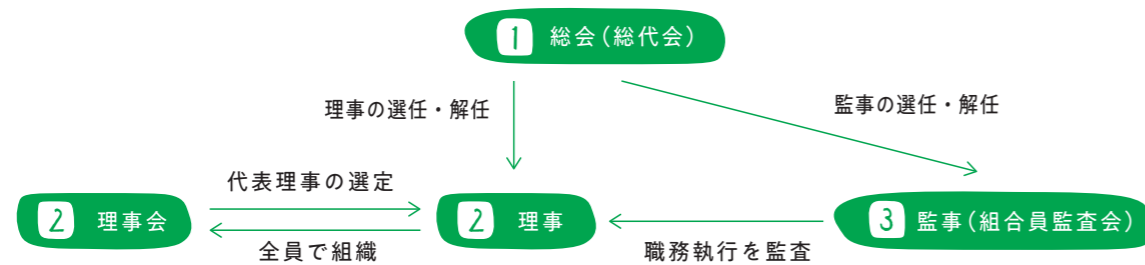 1 総会(総代会)
理事の選任・解任
監事の選任・解任
代表理事の選定
2 理事会
2 理事
3 監事(組合員監査会)
全員で組織
職務執行を監査